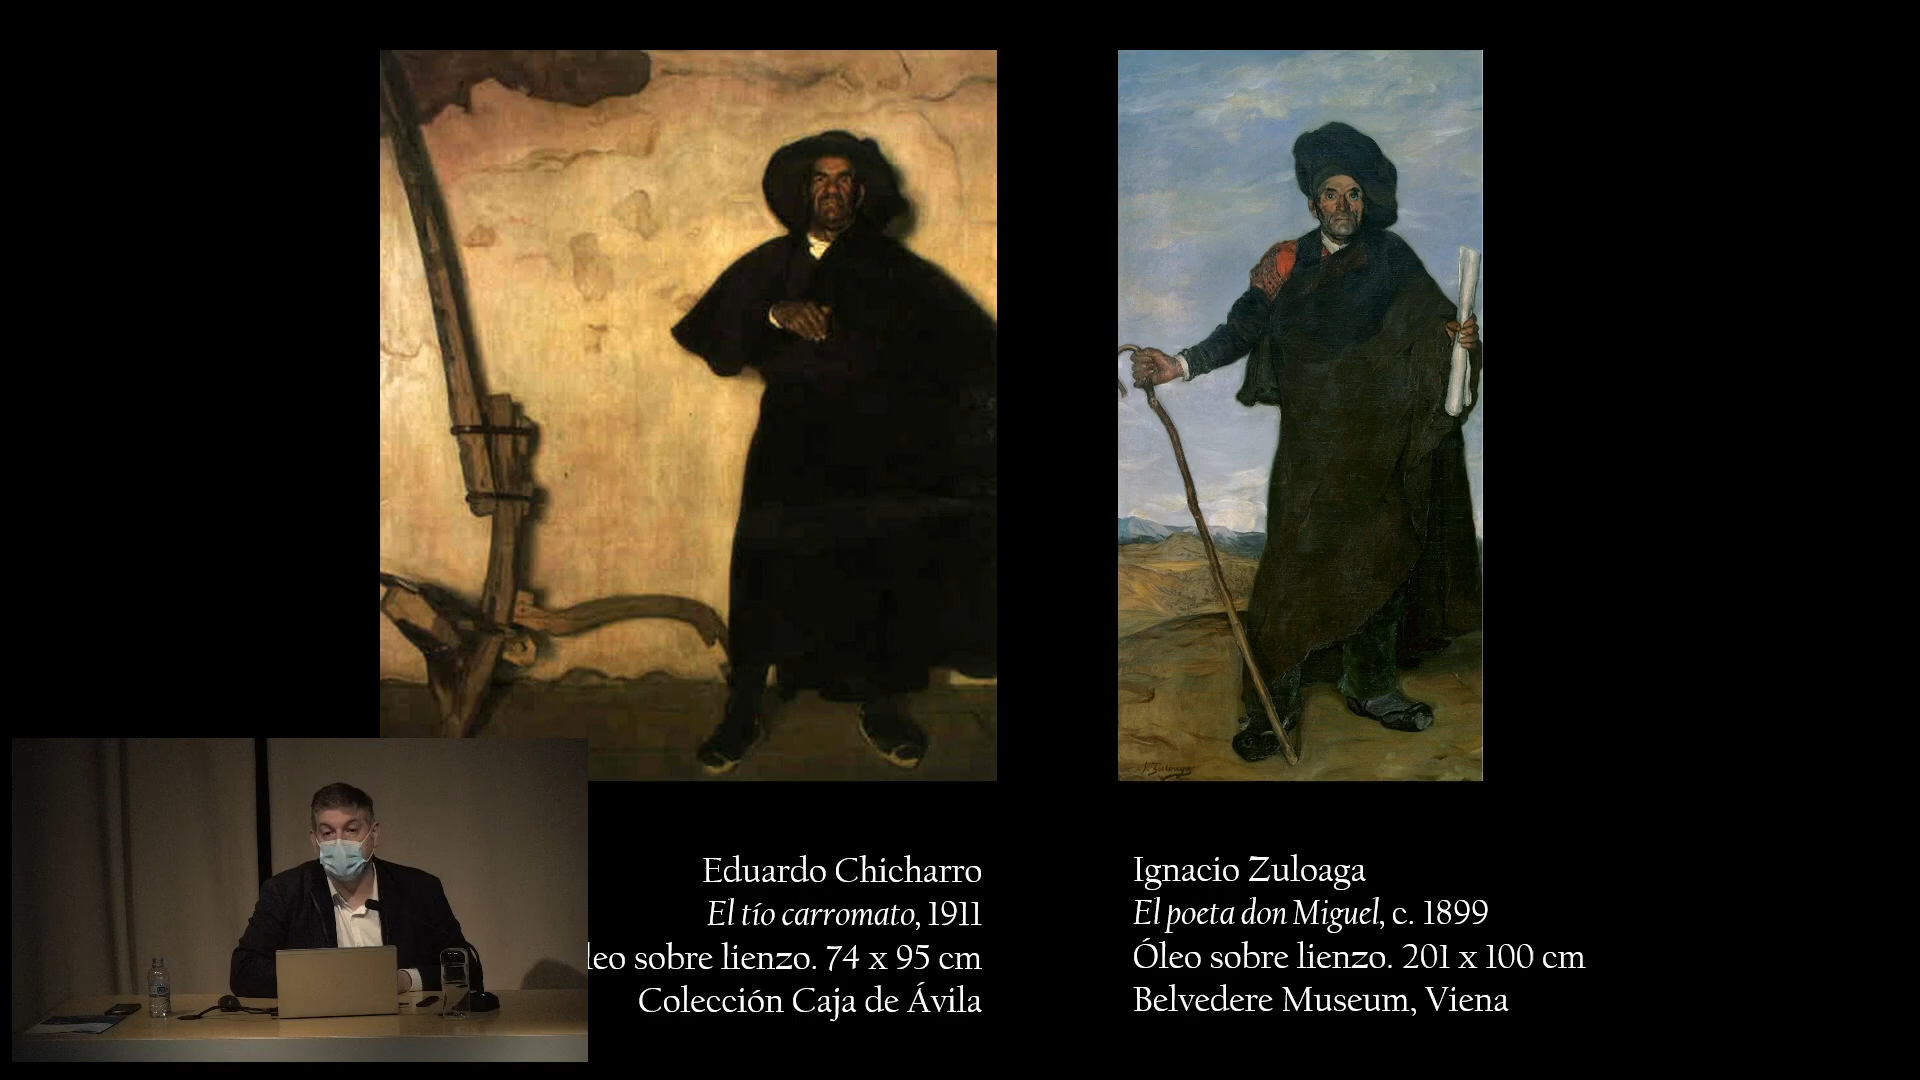 Eduardo Chicharro
El tío carromato, 1911
sobre lienzo. 74 x 95 cm
Colección Caja de Ávila
Ignacio Zuloaga
El poeta don Miguel, c. 1899
Óleo sobre lienzo. 201 x 100 cm
Belvedere Museum, Viena